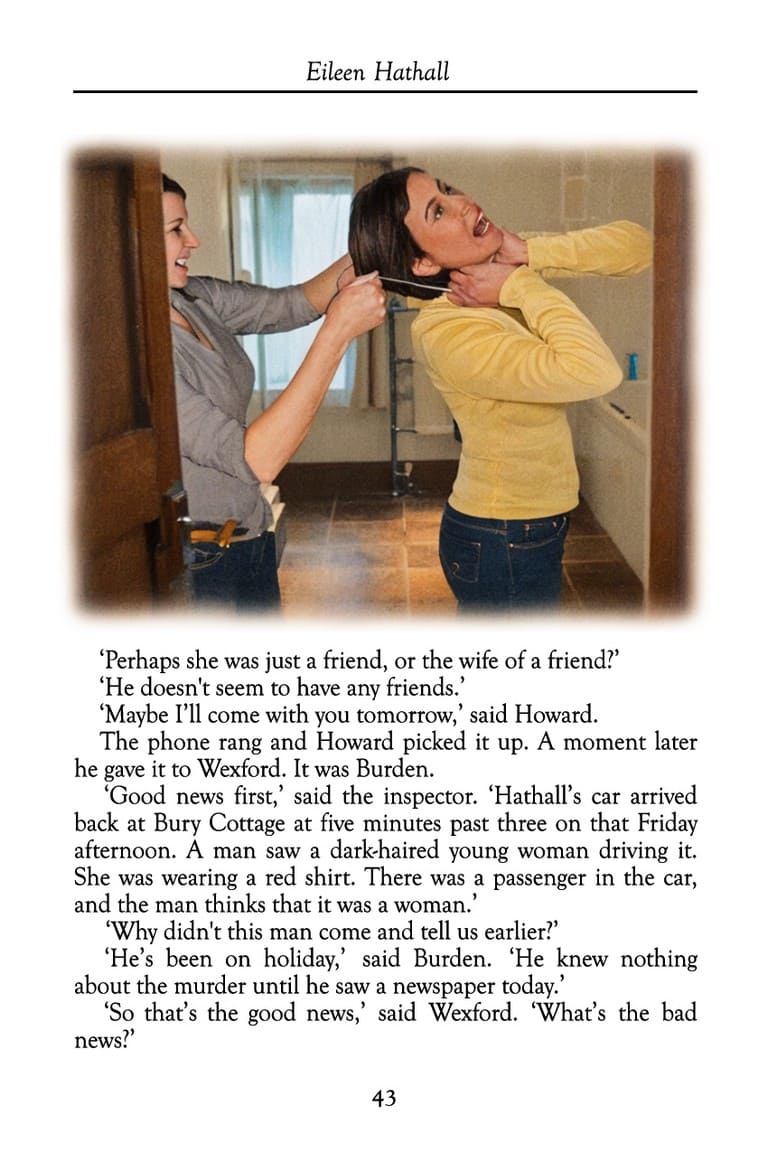 Eileen Hathall
‘Perhaps she was just a friend, or the wife of a friend?’
‘He doesn't seem to have any friends.’
‘Maybe I’ll come with you tomorrow,’ said Howard.
The phone rang and Howard picked it up. A moment later
he gave it to Wexford. It was Burden.
‘Good news first,’ said the inspector. ‘Hathall’s car arrived
back at Bury Cottage at five minutes past three on that Friday
afternoon. A man saw a dark-haired young woman driving it.
She was wearing a red shirt. There was a passenger in the car,
and the man thinks that it was a woman.’
‘Why didn't this man come and tell us earlier?’
‘He’s been on holiday,’ said Burden. ‘He knew nothing
about the murder until he saw a newspaper today.’
‘So that’s the good news,’ said Wexford. ‘What’s the bad
news?’
43